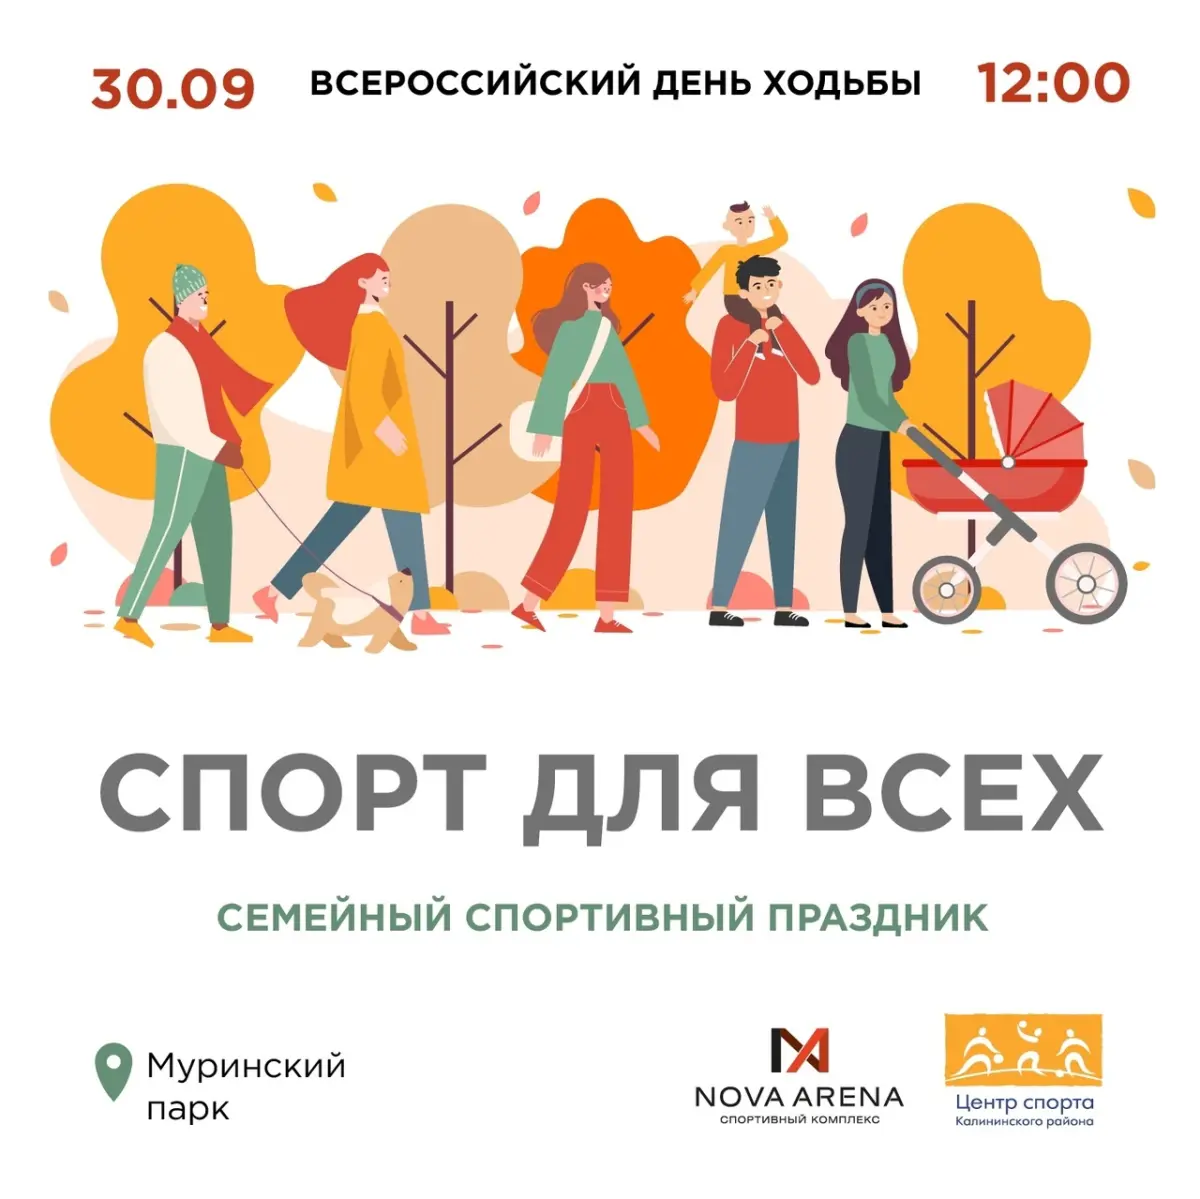 30.09
ВСЕРОССИЙСКИЙ ДЕНЬ ХОДЬБЫ
12:00
СПОРТ ДЛЯ ВСЕХ
СЕМЕЙНЫЙ СПОРТИВНЫЙ ПРАЗДНИК
Муринский
парк
NOVA ARENA
СПОРТИВНЫЙ КОМПЛЕКС
Центр спорта
Калининского района